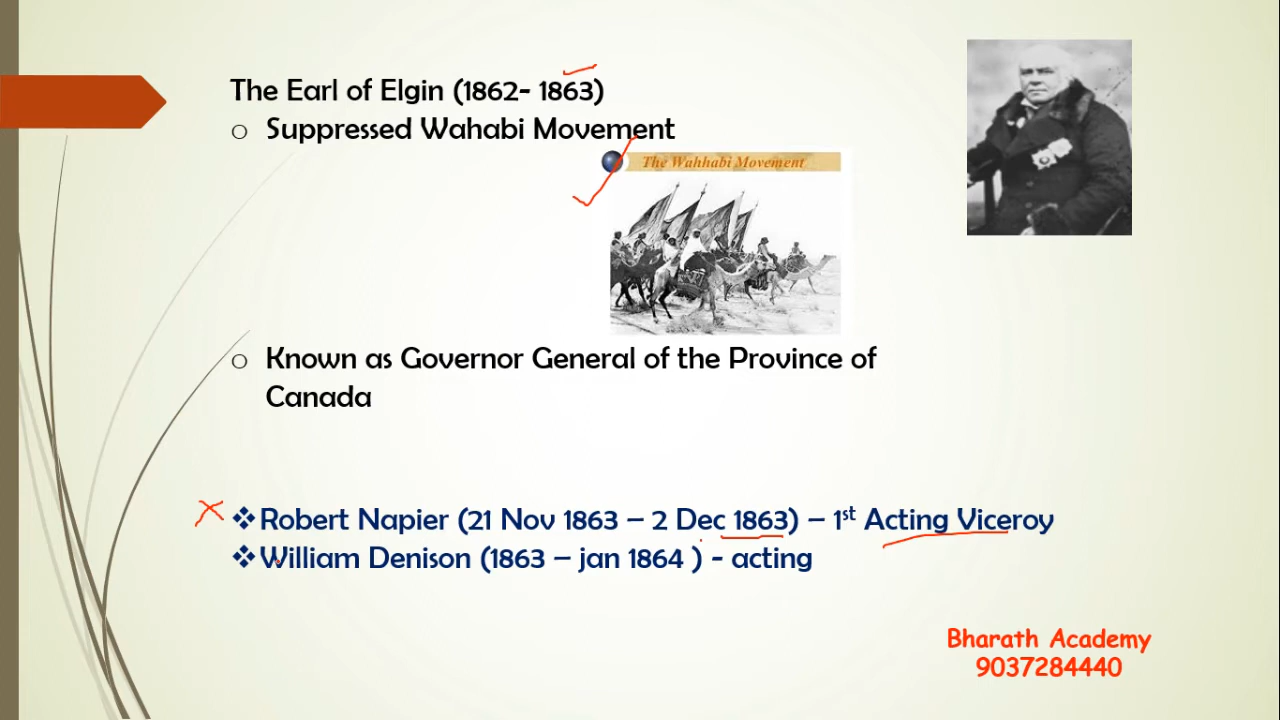 The Earl of Elgin (1862- 1863)
o Suppressed Wahabi Movement
The Wahhabi Movement
o Known as Governor General of the Province of
Canada
❖Robert Napier (21 Nov 1863 – 2 Dec 1863) – 1st Acting Viceroy
❖William Denison (1863 – jan 1864 ) - acting
Bharath Academy
9037284440